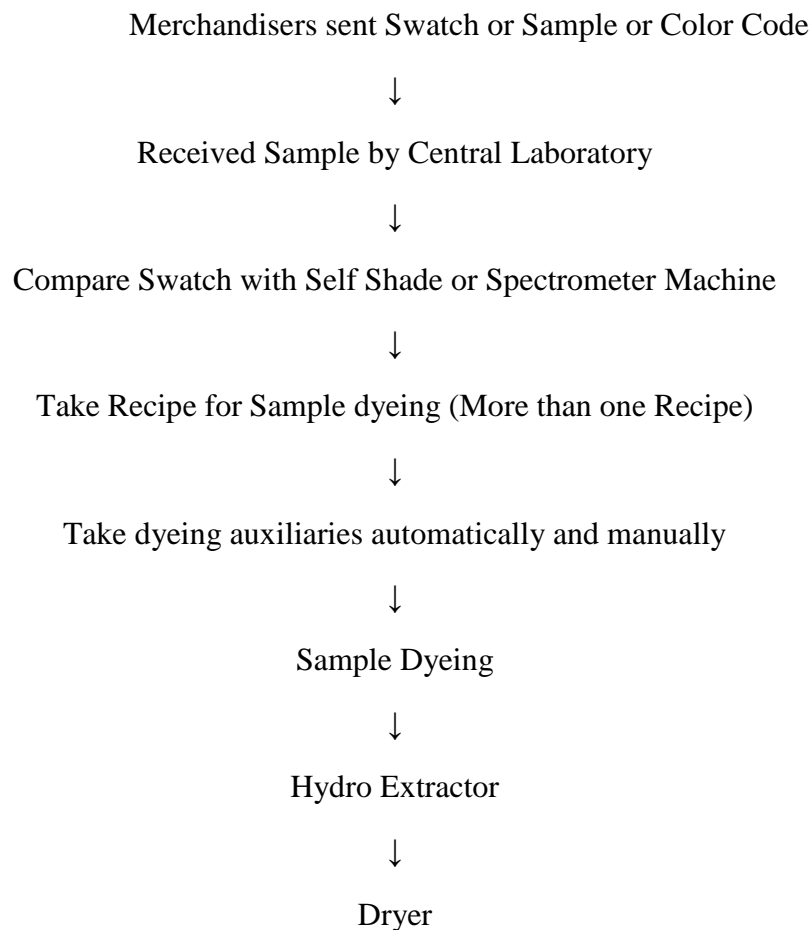 Merchandisers sent Swatch or Sample or Color Code
↓
Received Sample by Central Laboratory
↓
Compare Swatch with Self Shade or Spectrometer Machine
↓
Take Recipe for Sample dyeing (More than one Recipe)
↓
Take dyeing auxiliaries automatically and manually
↓
Sample Dyeing
↓
Hydro Extractor
↓
Dryer